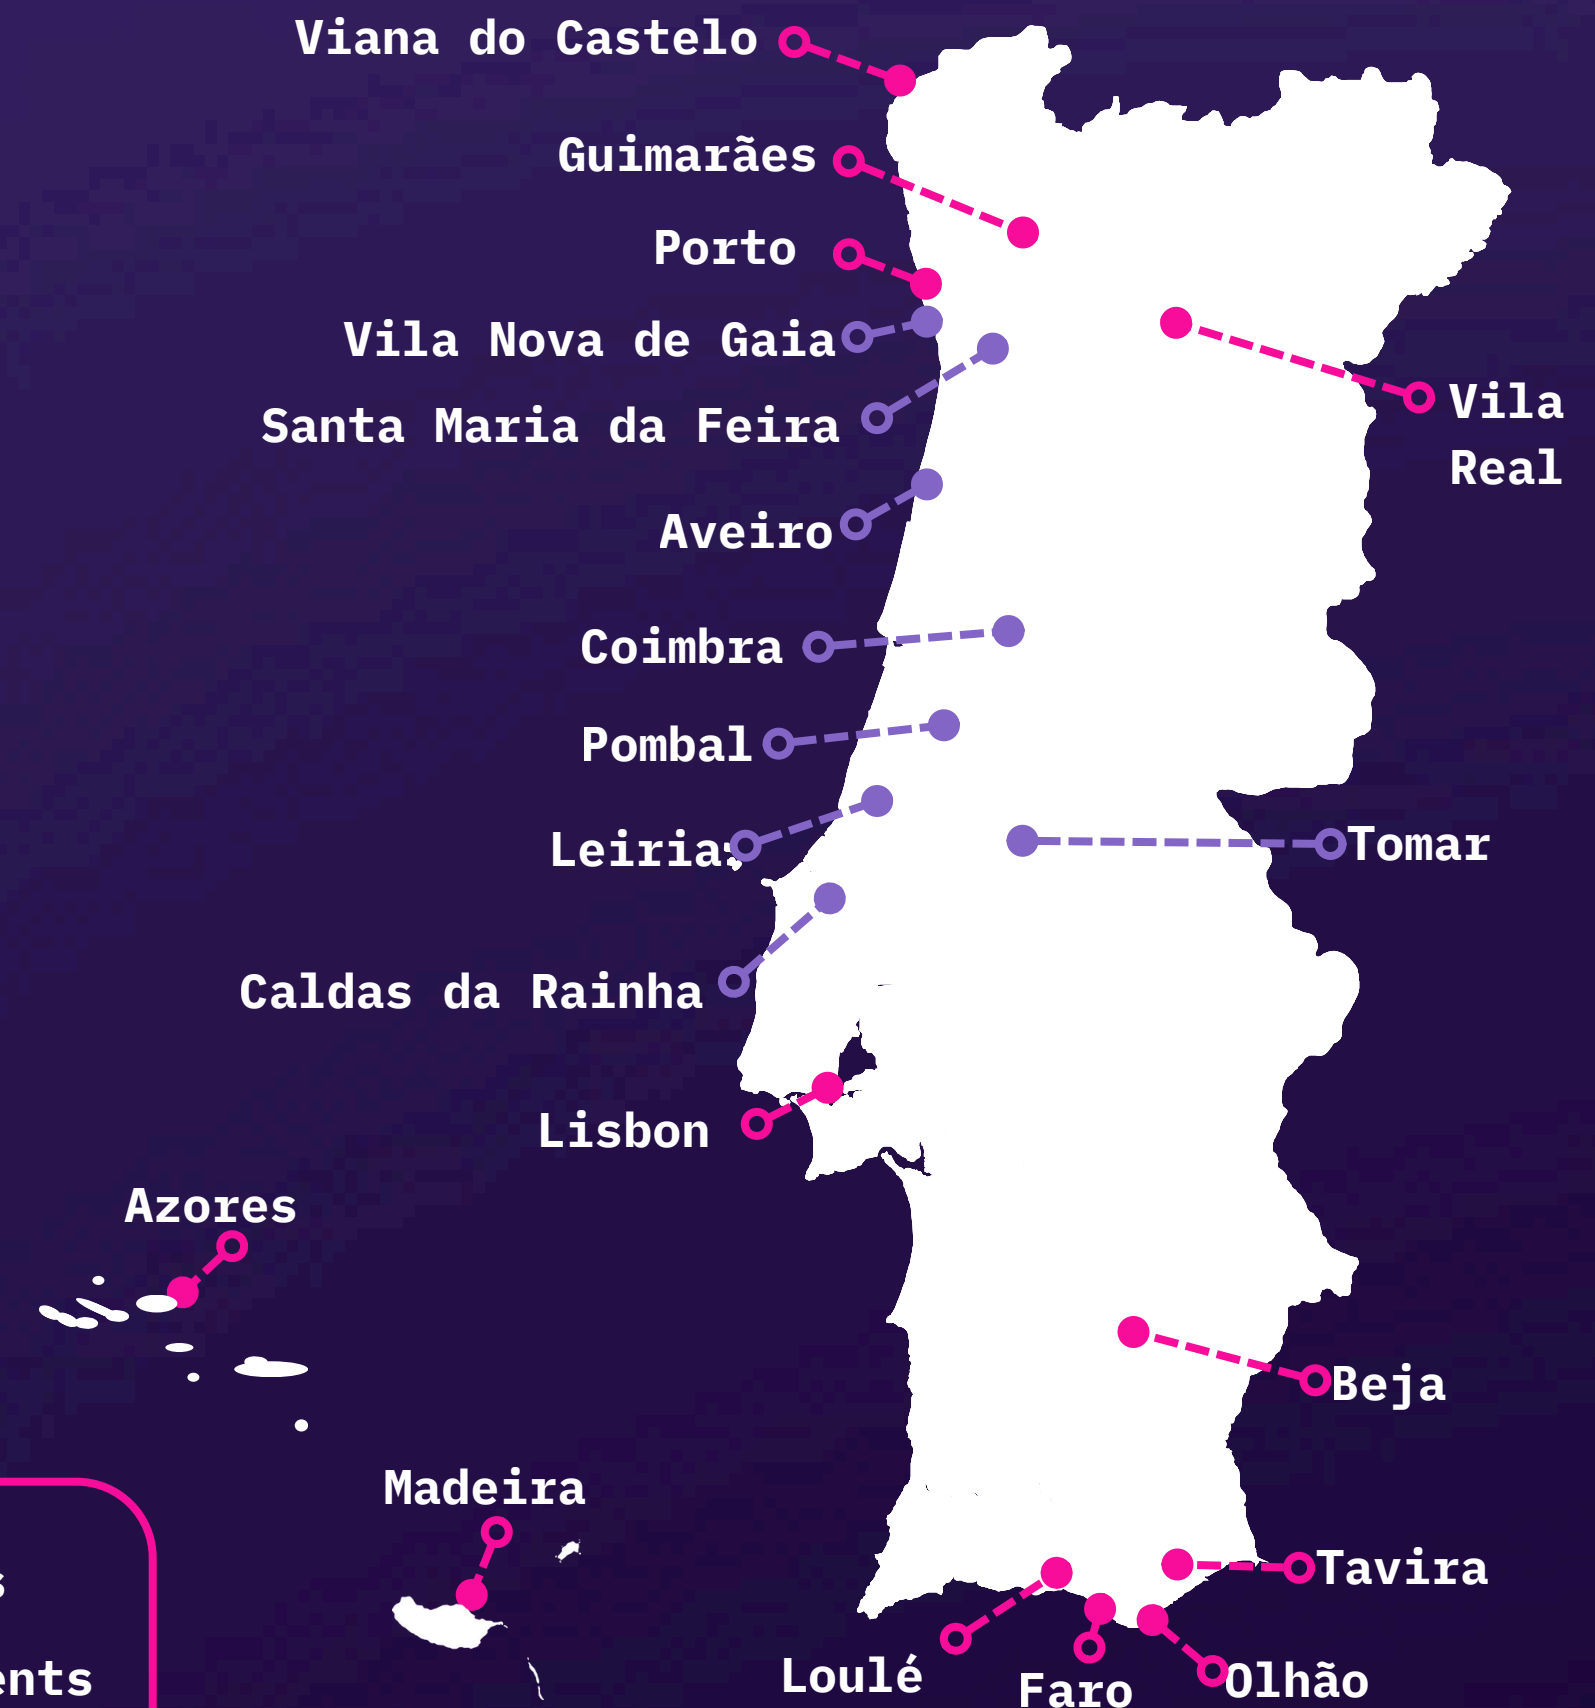 Viana do Castelo
Guimarães
Porto
Vila Nova de Gaia
Santa Maria da Feira
Vila
Real
Aveiro
Coimbra
Pombal
Leiria
Tomar
Caldas da Rainha
Lisbon
Azores
Beja
Madeira
Tavira
Loulé
Faro
Olhão